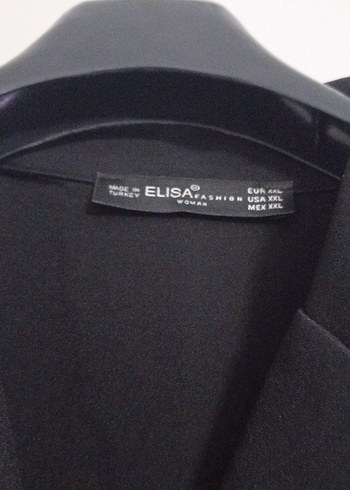 MADE IN
TURKEY
ELISA® FASHION
WOMAN
EUR XXL
USA XXL
MEX XXL